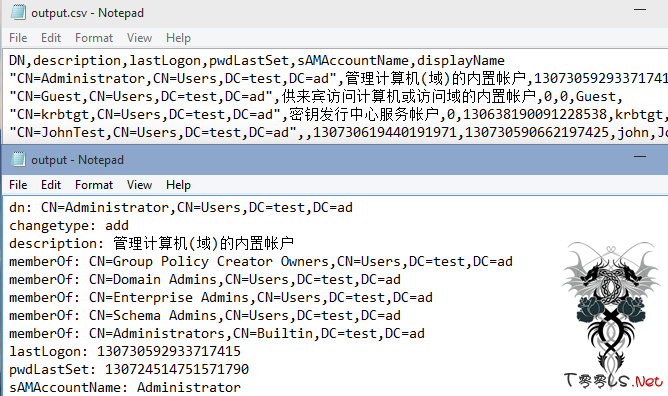 output.csv - Notepad
File Edit Format View Help
DN,description,lastLogon,pwdLastSet,sAMAccountName,displayName
"CN=Administrator,CN=Users,DC=test,DC=ad",管理计算机(域)的内置帐户,13073059293371741
"CN=Guest,CN=Users,DC=test,DC=ad",供来宾访问计算机或访问域的内置帐户,0,0,Guest,
"CN=krbtgt,CN=Users,DC=test,DC=ad",密钥发行中心服务帐户,0,130638190091228538,krbtgt,
"CN=JohnTest,CN=Users,DC=test,DC=ad",,130730619440191971,130730590662197425,john,Jo
output - Notepad
File Edit Format View Help
dn: CN=Administrator,CN=Users,DC=test,DC=ad
changetype: add
description: 管理计算机(域)的内置帐户
memberOf: CN=Group Policy Creator Owners,CN=Users,DC=test,DC=ad
memberOf: CN=Domain Admins,CN=Users,DC=test,DC=ad
memberOf: CN=Enterprise Admins,CN=Users,DC=test,DC=ad
memberOf: CN=Schema Admins,CN=Users,DC=test,DC=ad
memberOf: CN=Administrators,CN=Builtin,DC=test,DC=ad
lastLogon: 130730592933717415
pwdLastSet: 130724514751571790
sAMAccountName: Administrator
T00LS.Net